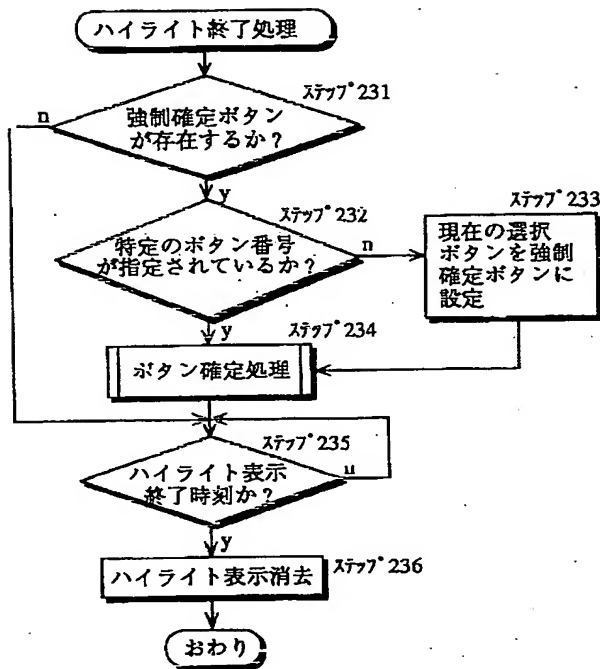 ハイライト終了処理
ステップ231
強制確定ボタン
が存在するか？
n
y
ステップ232
特定のボタン番号
が指定されているか？
n
y
ステップ233
現在の選択
ボタンを強制
確定ボタンに
設定
ステップ234
ボタン確定処理
ステップ235
ハイライト表示
終了時刻か？
n
y
ハイライト表示消去
ステップ236
おわり